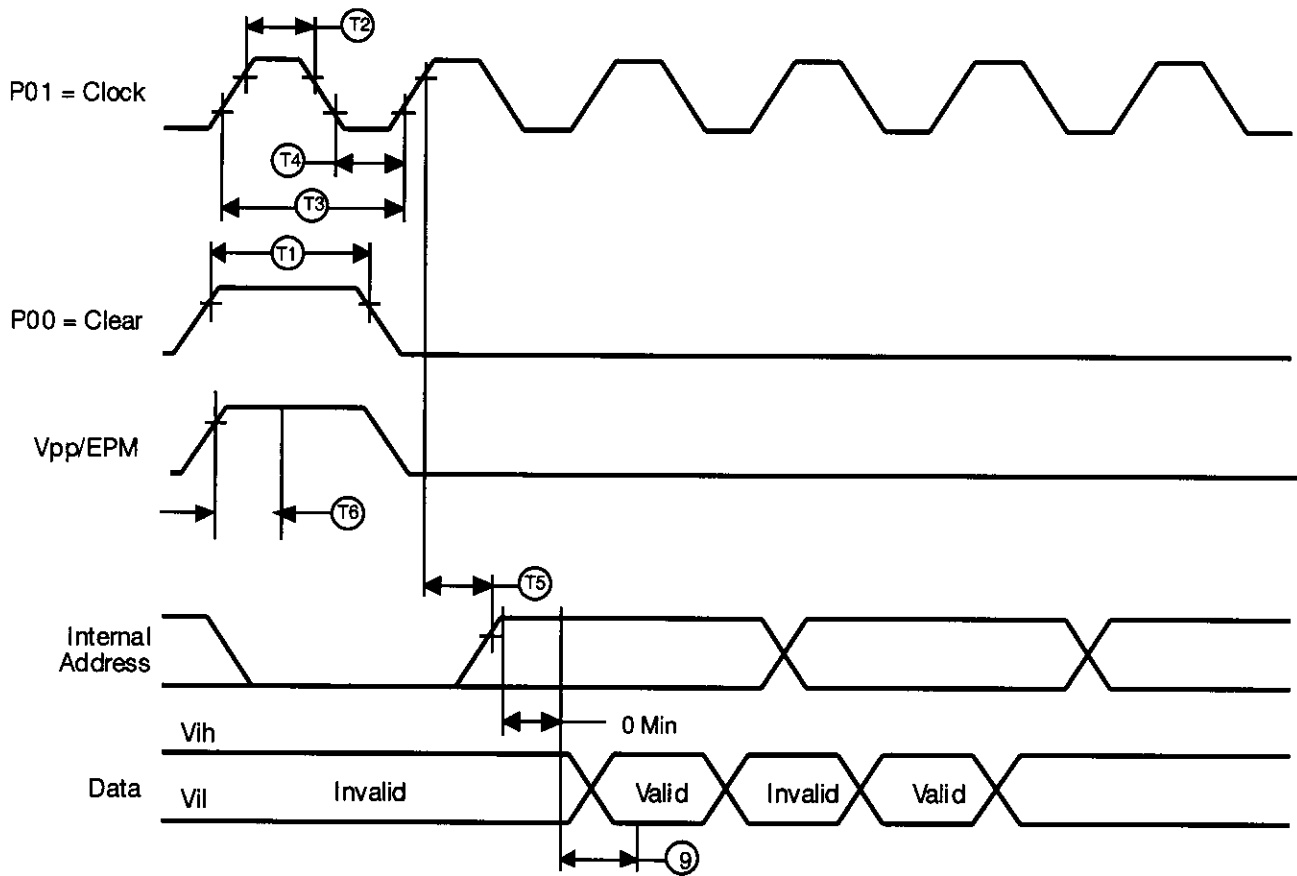 T2
P01 = Clock
T4
T3
T1
P00 = Clear
Vpp/EPM
T6
T5
Internal
Address
0 Min
Vih
Data
Vil
Invalid
Valid
Invalid
Valid
9